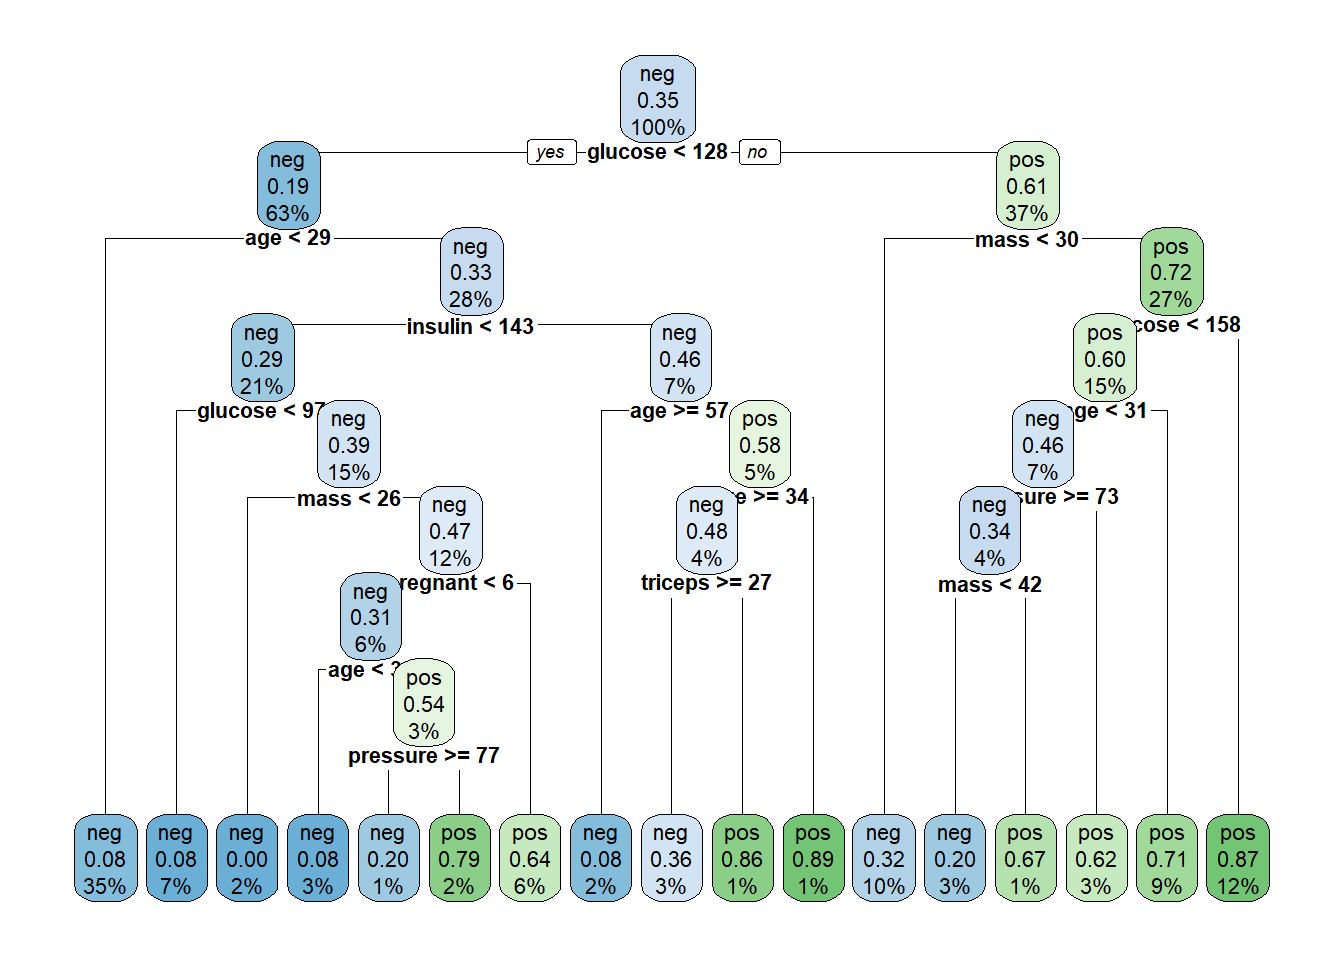 neg
0.35
100%
yes
glucose < 128
no
neg
0.19
63%
pos
0.61
37%
age < 29
mass < 30
neg
0.33
28%
pos
0.72
27%
insulin < 143
cose < 158
neg
0.29
21%
neg
0.46
7%
pos
0.60
15%
glucose < 97
age >= 57
ge < 31
neg
0.39
15%
pos
0.58
5%
neg
0.46
7%
mass < 26
e >= 34
sure >= 73
neg
0.47
12%
neg
0.48
4%
neg
0.34
4%
regnant < 6
triceps >= 27
mass < 42
neg
0.31
6%
age < 3
pos
0.54
3%
pressure >= 77
neg neg neg neg neg pos pos neg neg pos pos neg neg pos pos pos pos
0.08 0.08 0.00 0.08 0.20 0.79 0.64 0.08 0.36 0.86 0.89 0.32 0.20 0.67 0.62 0.71 0.87
35% 7% 2% 3% 1% 2% 6% 2% 3% 1% 1% 10% 3% 1% 3% 9% 12%